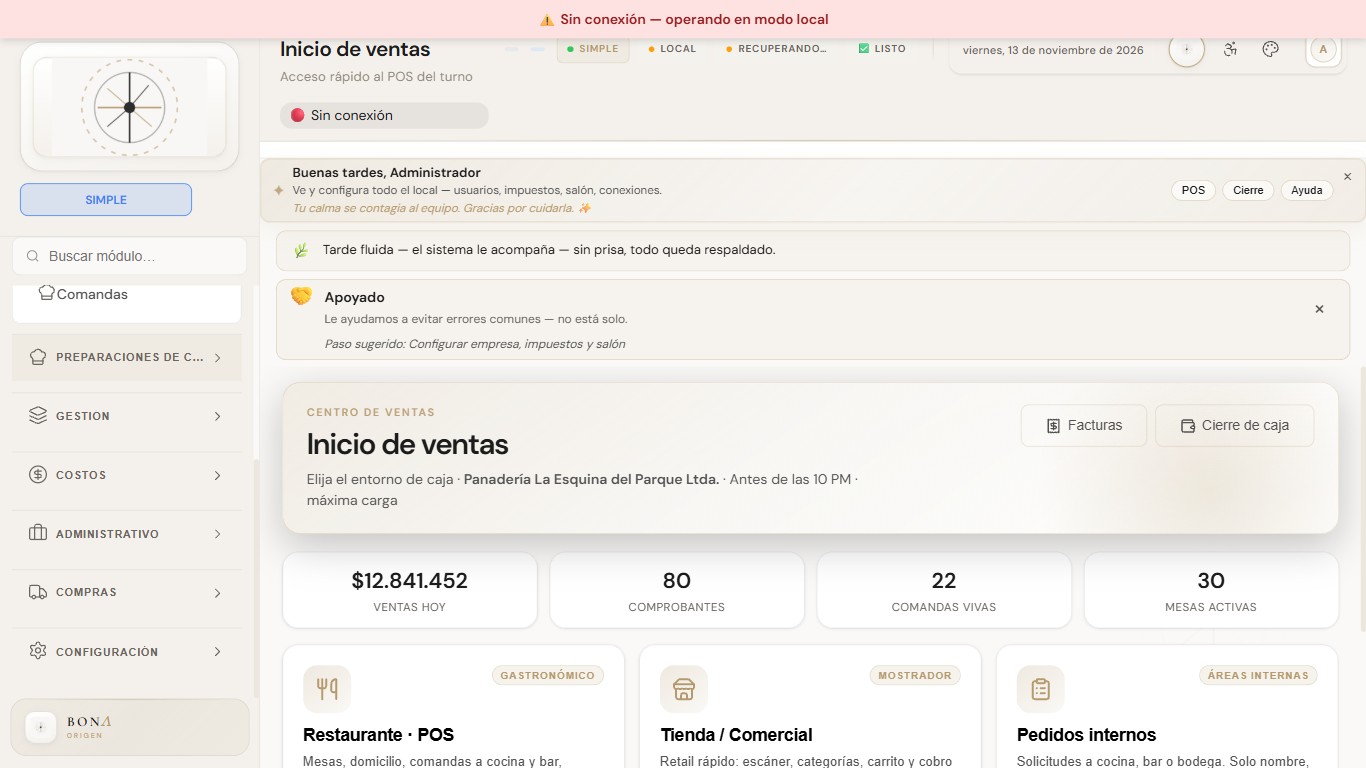 ⚠️ Sin conexión — operando en modo local
Inicio de ventas
SIMPLE
LOCAL
RECUPERANDO…
✅ LISTO
viernes, 13 de noviembre de 2026
A
Acceso rápido al POS del turno
Sin conexión
SIMPLE
Buscar módulo…
Comandas
PREPARACIONES DE C…
GESTION
COSTOS
ADMINISTRATIVO
COMPRAS
CONFIGURACIÓN
BONA
ORIGEN
Buenas tardes, Administrador
Ve y configura todo el local — usuarios, impuestos, salón, conexiones.
Tu calma se contagia al equipo. Gracias por cuidarla. ✨
POS
Cierre
Ayuda
Tarde fluida — el sistema le acompaña — sin prisa, todo queda respaldado.
Apoyado
Le ayudamos a evitar errores comunes — no está solo.
Paso sugerido: Configurar empresa, impuestos y salón
CENTRO DE VENTAS
Inicio de ventas
Elija el entorno de caja · Panadería La Esquina del Parque Ltda. · Antes de las 10 PM ·
máxima carga
Facturas
Cierre de caja
$12.841.452
VENTAS HOY
80
COMPROBANTES
22
COMANDAS VIVAS
30
MESAS ACTIVAS
GASTRONÓMICO
Restaurante · POS
Mesas, domicilio, comandas a cocina y bar,
MOSTRADOR
Tienda / Comercial
Retail rápido: escáner, categorías, carrito y cobro
ÁREAS INTERNAS
Pedidos internos
Solicitudes a cocina, bar o bodega. Solo nombre,